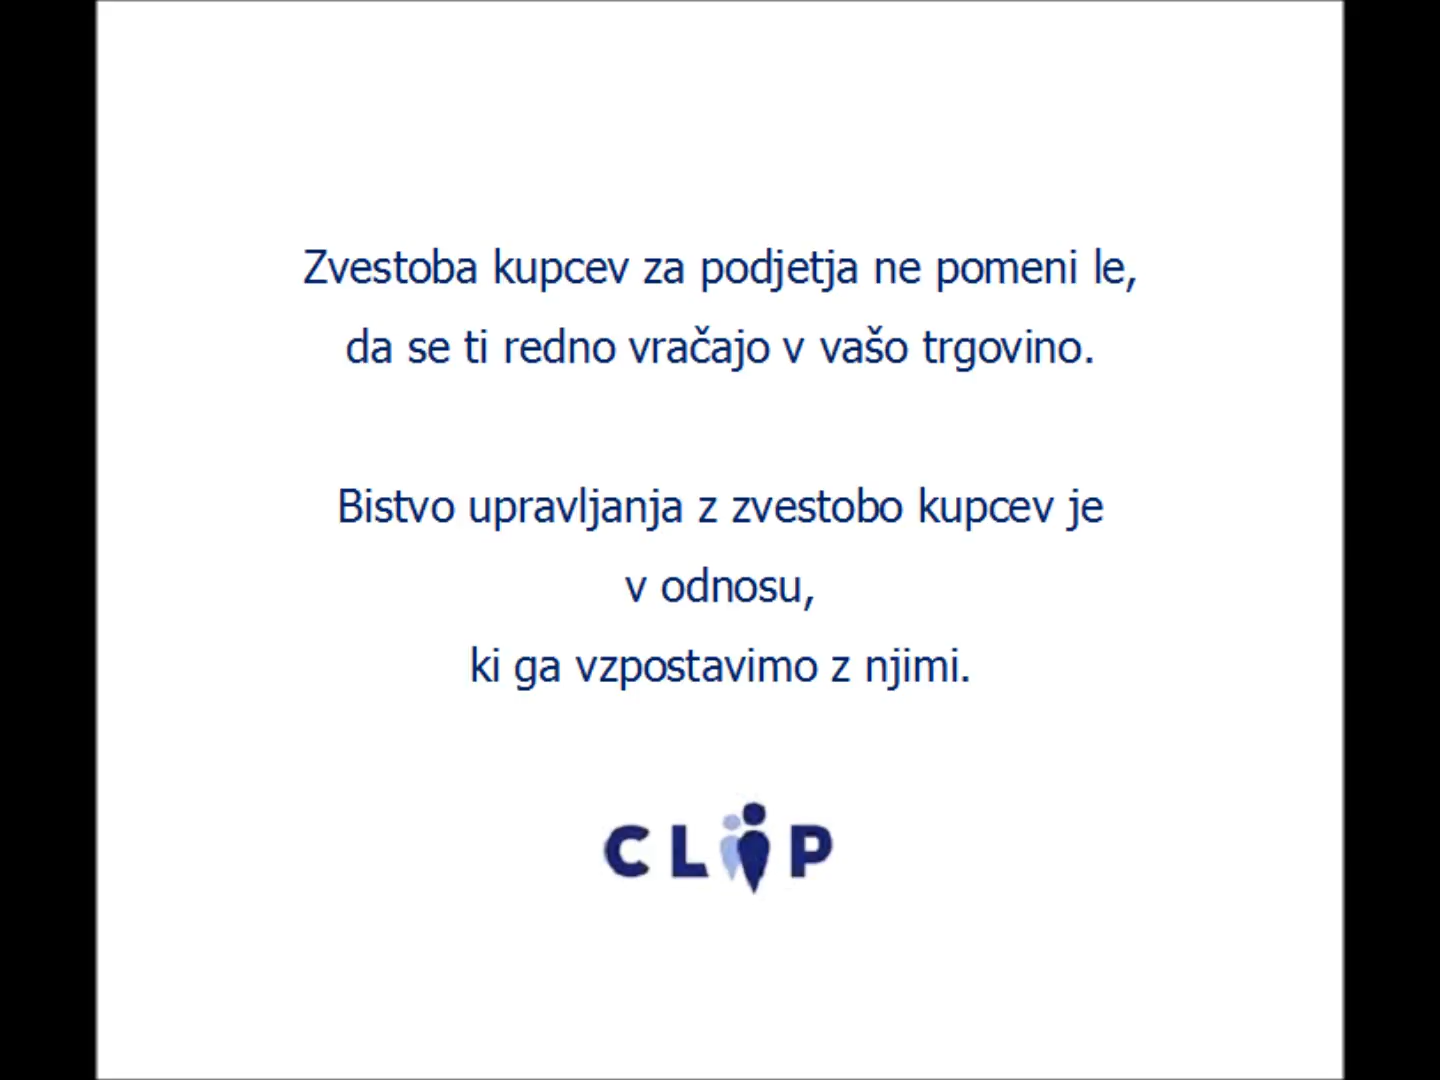 Zvestoba kupcev za podjetja ne pomeni le,
da se ti redno vračajo v vašo trgovino.
Bistvo upravljanja z zvestobo kupcev je
v odnosu,
ki ga vzpostavimo z njimi.
CLIP